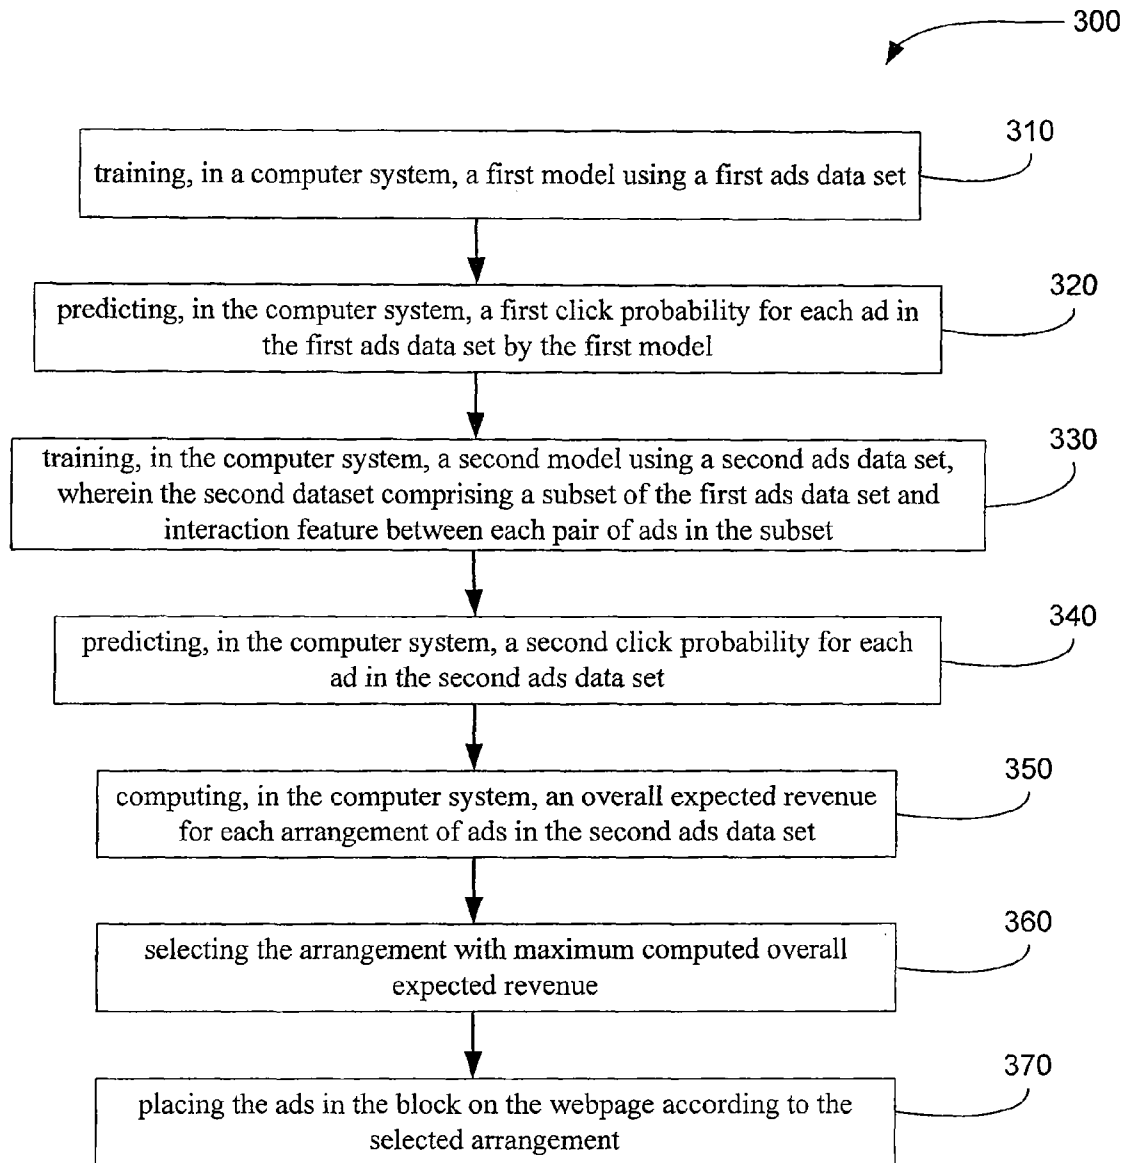 300
310
training, in a computer system, a first model using a first ads data set
320
predicting, in the computer system, a first click probability for each ad in
the first ads data set by the first model
330
training, in the computer system, a second model using a second ads data set,
wherein the second dataset comprising a subset of the first ads data set and
interaction feature between each pair of ads in the subset
340
predicting, in the computer system, a second click probability for each
ad in the second ads data set
350
computing, in the computer system, an overall expected revenue
for each arrangement of ads in the second ads data set
360
selecting the arrangement with maximum computed overall
expected revenue
370
placing the ads in the block on the webpage according to the
selected arrangement